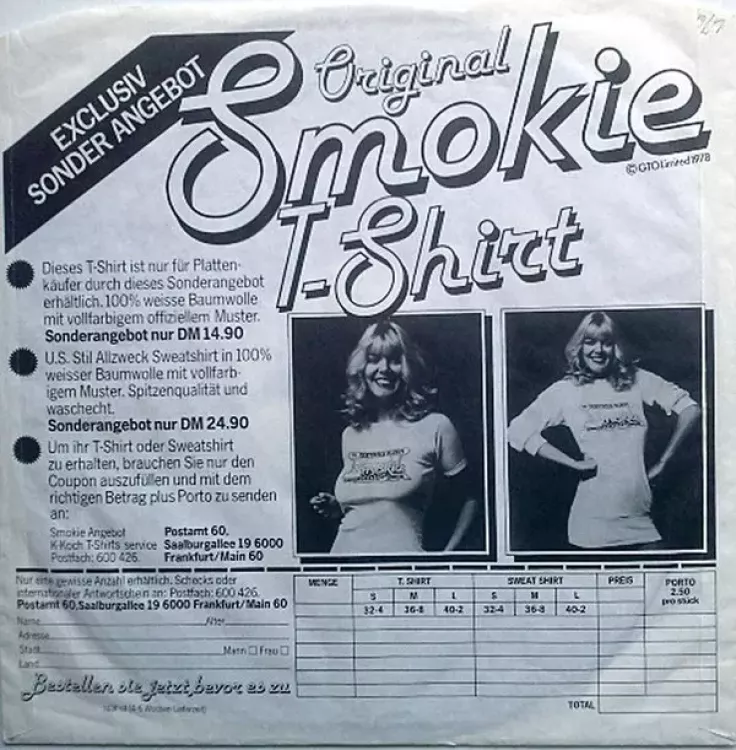 EXCLUSIV
SONDER ANGEBOT
Original
Smokie
T-Shirt
© GTO Limited 1978
Dieses T-Shirt ist nur für Platten-
käufer durch dieses Sonderangebot
erhältlich. 100% weisse Baumwolle
mit vollfarbigem offiziellem Muster.
Sonderangebot nur DM 14.90
U.S. Stil Allzweck Sweatshirt in 100%
weisser Baumwolle mit vollfarb-
igem Muster. Spitzenqualität und
waschecht.
Sonderangebot nur DM 24.90
Um ihr T-Shirt oder Sweatshirt
zu erhalten, brauchen Sie nur den
Coupon auszufüllen und mit dem
richtigen Betrag plus Porto zu senden
an:
Smokie Angebot Postamt 60,
K-Koch T-Shirts service Saalburgallee 19 6000
Postfach: 600 426. Frankfurt/Main 60
Smokie
Nur eine gewisse Anzahl erhältlich. Schecks oder
internationaler Antwortschein an: Postfach: 600 426.
Postamt 60, Saalburgallee 19 6000 Frankfurt/Main 60
Name Alter
Adresse
Stadt Mann Frau
Land
Bestellen sie jetzt, bevor es zu
MENGE T. SHIRT SWEAT SHIRT PREIS PORTO
2.50
pro stück
S M L S M L
32-4 36-8 40-2 32-4 36-8 40-2
TOTAL